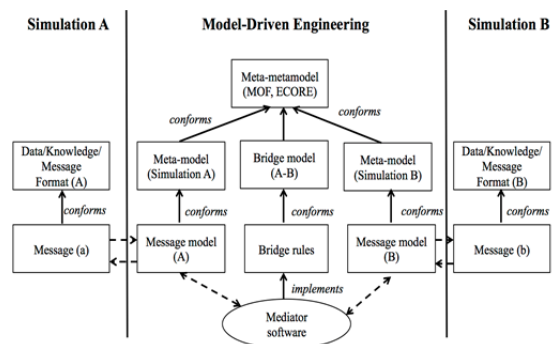 Simulation A
Model-Driven Engineering
Simulation B
Meta-metamodel
(MOF, ECORE)
conforms
conforms
Data/Knowledge/
Message
Format (A)
Meta-model
(Simulation A)
Bridge model
(A-B)
Meta-model
(Simulation B)
Data/Knowledge/
Message
Format (B)
conforms
conforms
conforms
conforms
conforms
Message (a)
Message model
(A)
Bridge rules
Message model
(B)
Message (b)
implements
Mediator
software